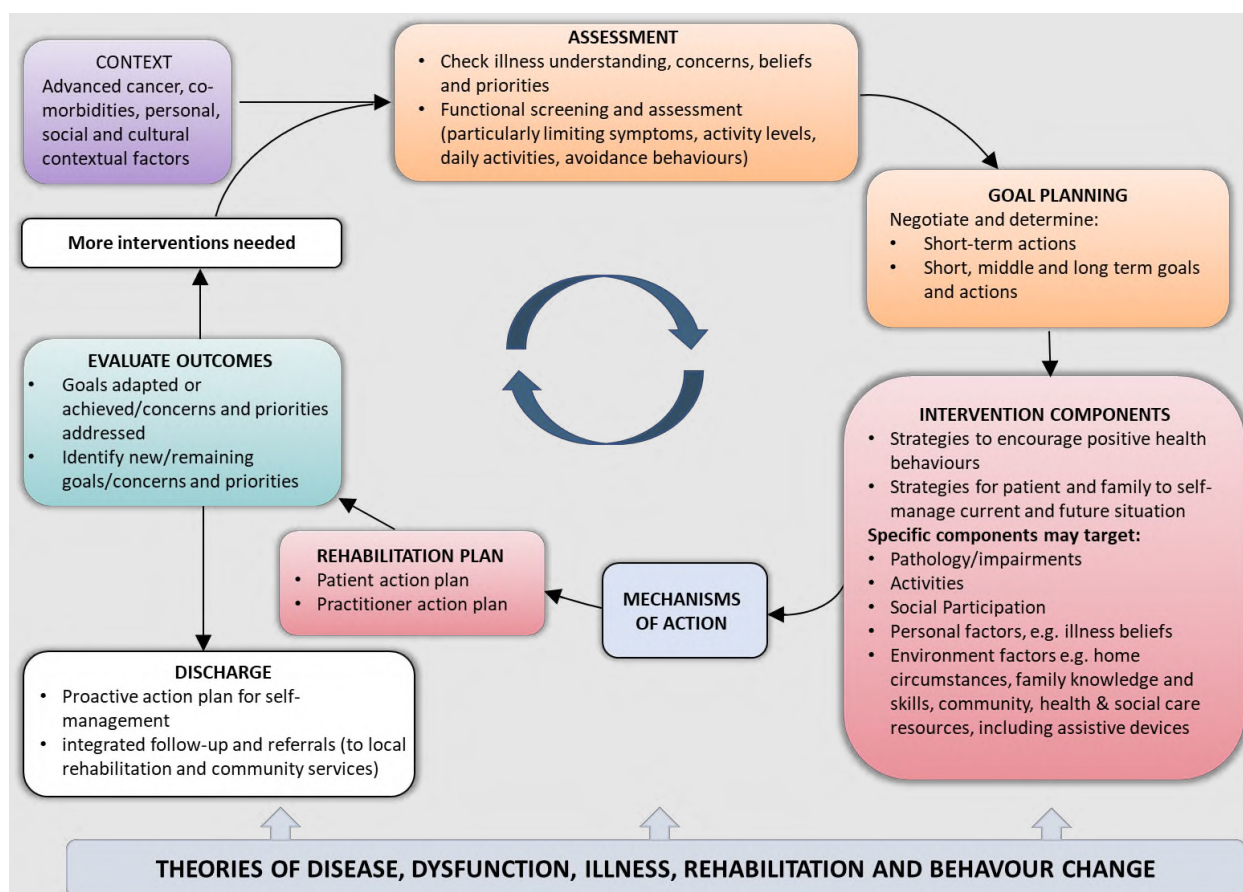 CONTEXT
Advanced cancer, co-
morbidities, personal,
social and cultural
contextual factors
ASSESSMENT
• Check illness understanding, concerns, beliefs
and priorities
• Functional screening and assessment
(particularly limiting symptoms, activity levels,
daily activities, avoidance behaviours)
GOAL PLANNING
Negotiate and determine:
• Short-term actions
• Short, middle and long term goals
and actions
More interventions needed
EVALUATE OUTCOMES
• Goals adapted or
achieved/concerns and priorities
addressed
• Identify new/remaining
goals/concerns and priorities
INTERVENTION COMPONENTS
• Strategies to encourage positive health
behaviours
• Strategies for patient and family to self-
manage current and future situation
Specific components may target:
• Pathology/impairments
• Activities
• Social Participation
• Personal factors, e.g. illness beliefs
• Environment factors e.g. home
circumstances, family knowledge and
skills, community, health & social care
resources, including assistive devices
MECHANISMS
OF ACTION
REHABILITATION PLAN
• Patient action plan
• Practitioner action plan
DISCHARGE
• Proactive action plan for self-
management
• integrated follow-up and referrals (to local
rehabilitation and community services)
THEORIES OF DISEASE, DYSFUNCTION, ILLNESS, REHABILITATION AND BEHAVOUR CHANGE